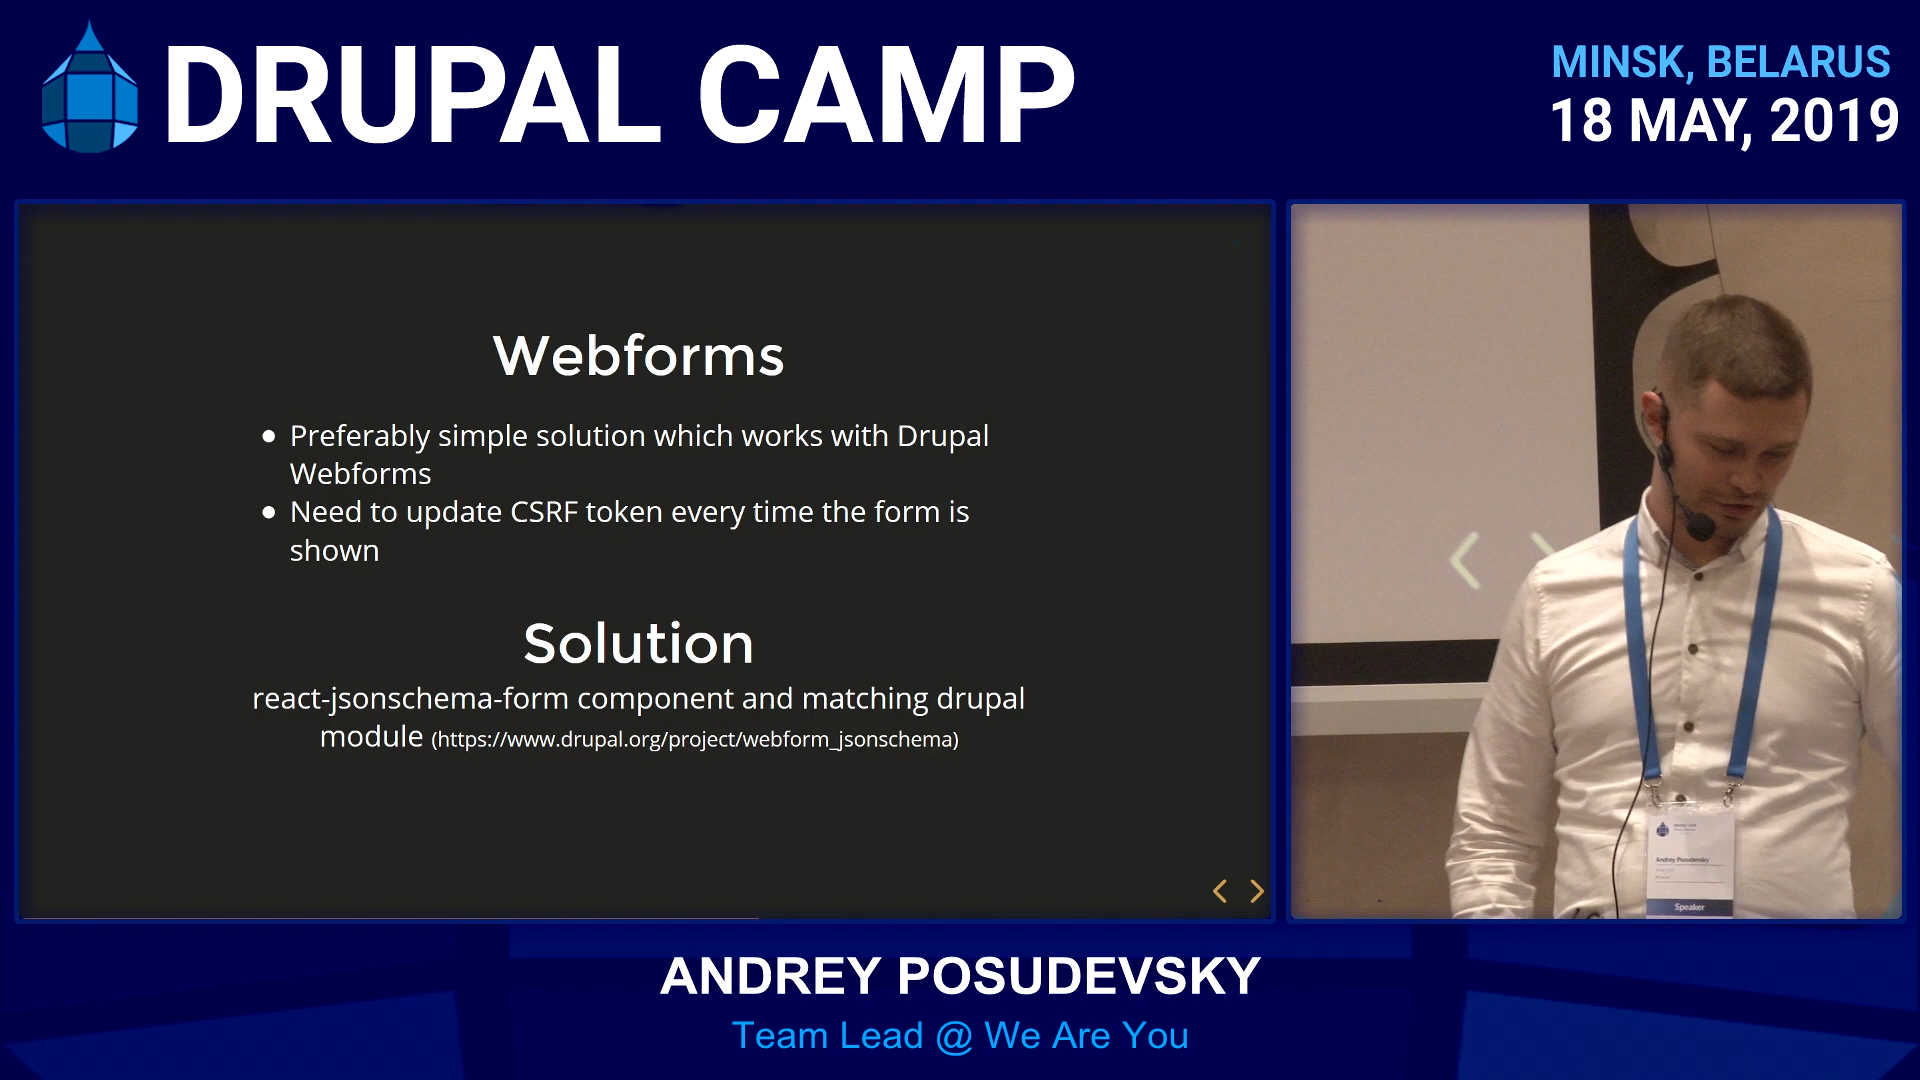 DRUPAL CAMP
MINSK, BELARUS
18 MAY, 2019
Webforms
• Preferably simple solution which works with Drupal
Webforms
• Need to update CSRF token every time the form is
shown
Solution
react-jsonschema-form component and matching drupal
module (https://www.drupal.org/project/webform_jsonschema)
Andrey Posudevsky
Speaker
ANDREY POSUDEVSKY
Team Lead @ We Are You